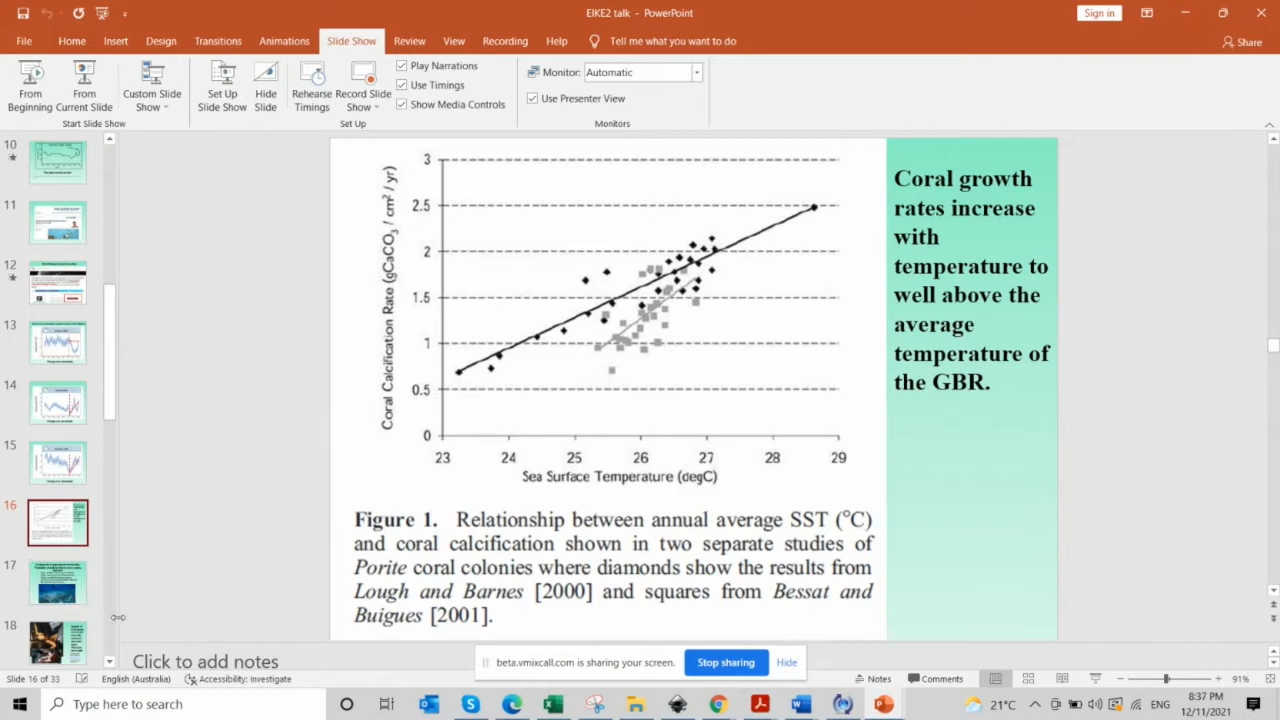 EIKE2 talk - PowerPoint
Sign in
File Home Insert Design Transitions Animations Slide Show Review View Recording Help Tell me what you want to do
Share
From Beginning
From Current Slide
Custom Slide Show
Set Up Slide Show
Hide Slide
Rehearse Timings
Record Slide Show
Play Narrations
Use Timings
Show Media Controls
Monitor: Automatic
Use Presenter View
Start Slide Show
Set Up
Monitors
10
11
12
13
14
15
16
17
18
Coral Calcification Rate (gCaCO3 / cm2 / yr)
3
2.5
2
1.5
1
0.5
0
23 24 25 26 27 28 29
Sea Surface Temperature (degC)
Figure 1. Relationship between annual average SST (°C)
and coral calcification shown in two separate studies of
Porite coral colonies where diamonds show the results from
Lough and Barnes [2000] and squares from Bessat and
Buigues [2001].
Coral growth
rates increase
with
temperature to
well above the
average
temperature of
the GBR.
Click to add notes
beta.vmixcall.com is sharing your screen.
Stop sharing
Hide
Slide 16 of 33
English (Australia)
Accessibility: Investigate
Notes
Comments
91%
Type here to search
21°C
ENG
8:37 PM
12/11/2021